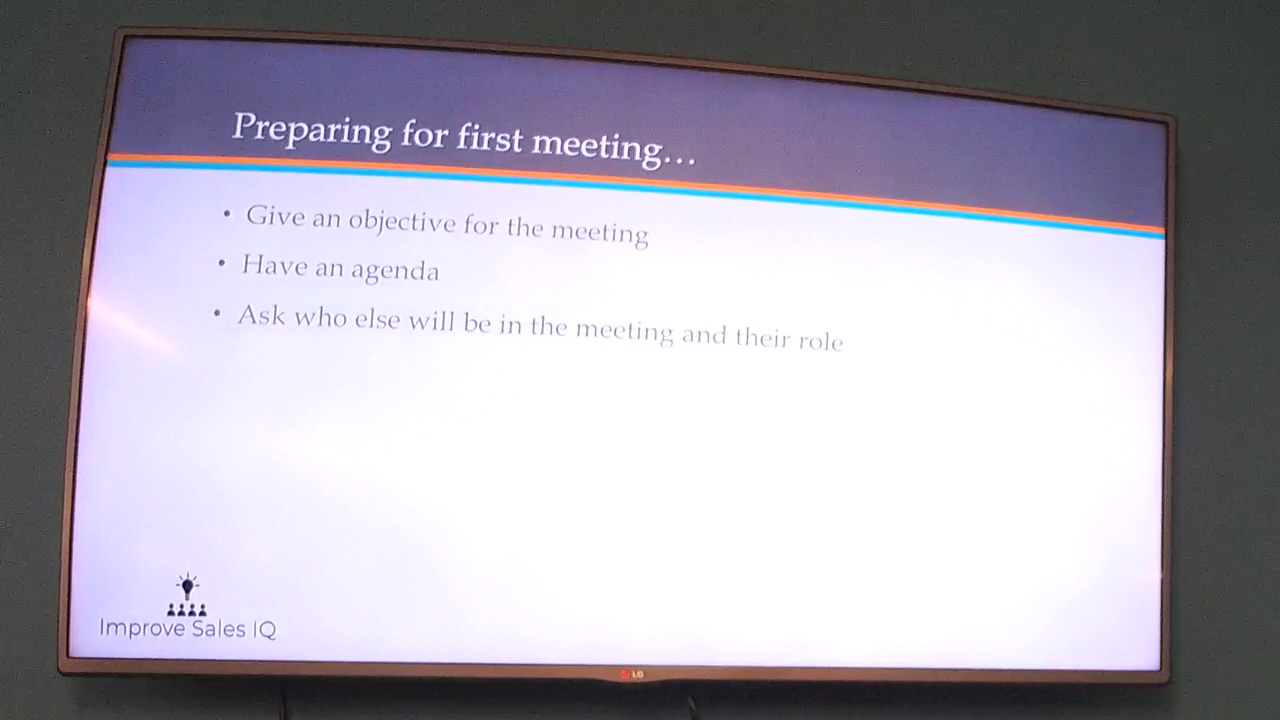 Preparing for first meeting...
• Give an objective for the meeting
• Have an agenda
• Ask who else will be in the meeting and their role
Improve Sales IQ
LG